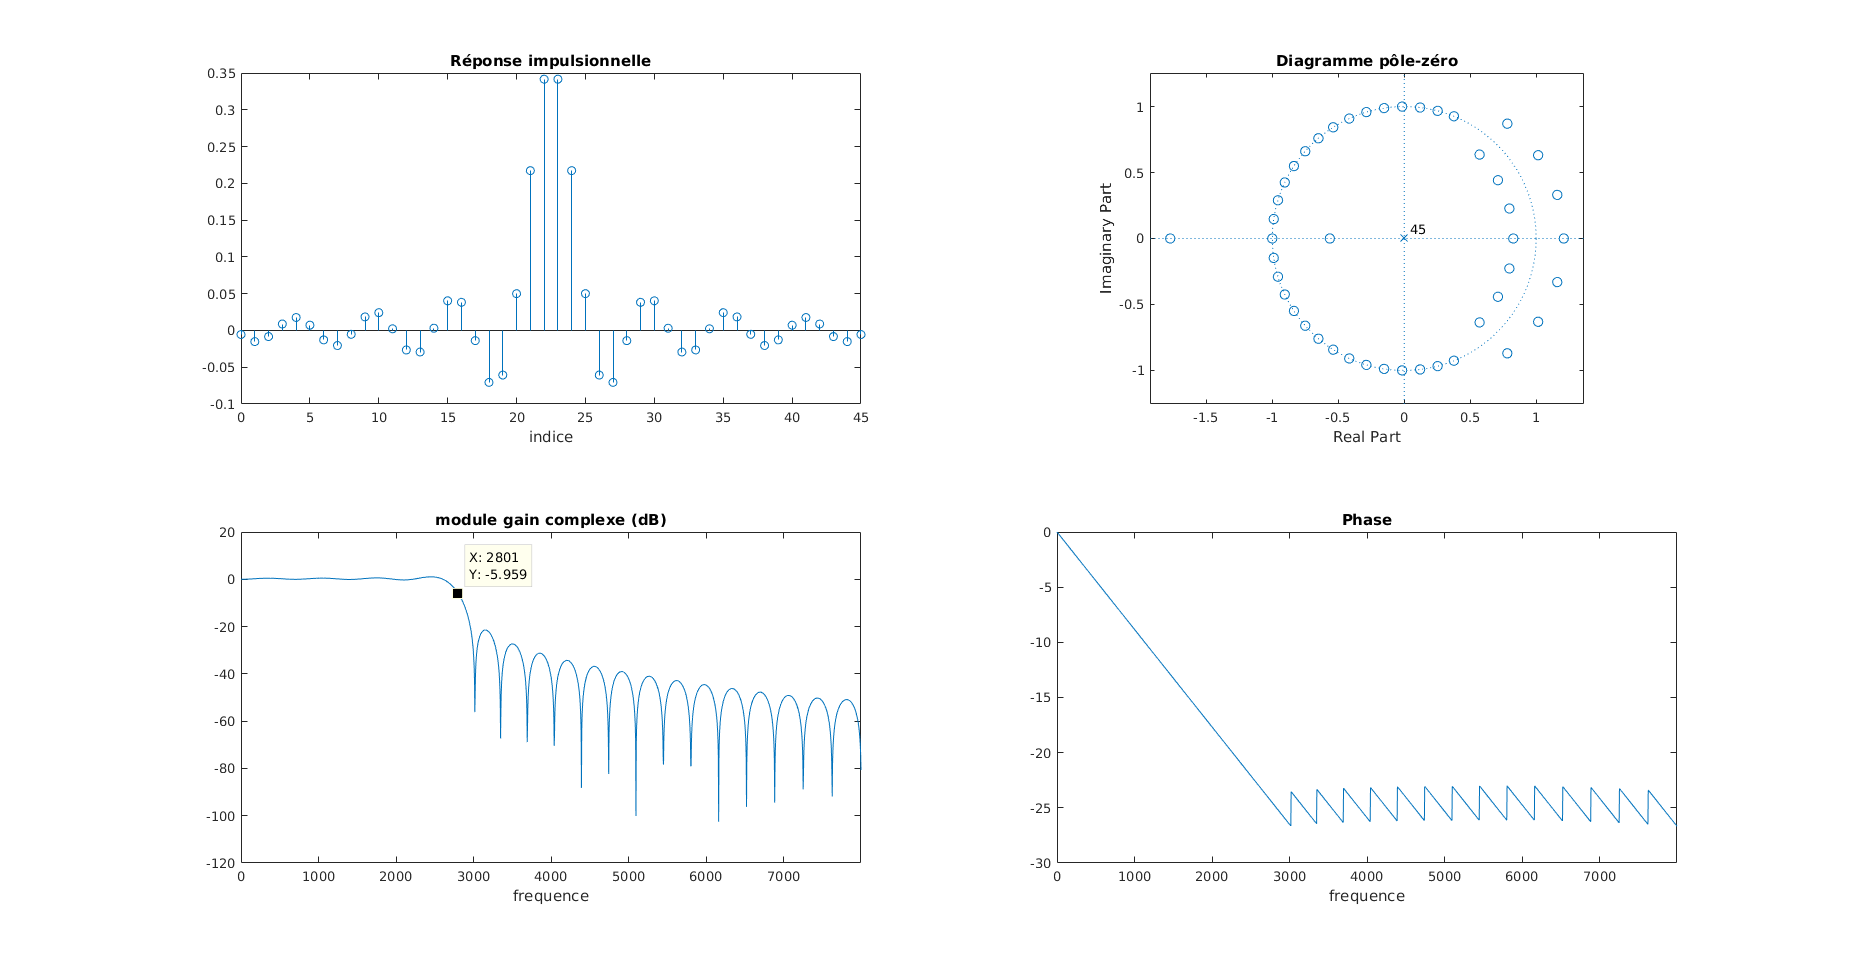 Réponse impulsionnelle
0.35
0.3
0.25
0.2
0.15
0.1
0.05
0
-0.05
-0.1
0 5 10 15 20 25 30 35 40 45
indice
Diagramme pôle-zéro
Imaginary Part
1
0.5
0
-0.5
-1
45
-1.5 -1 -0.5 0 0.5 1
Real Part
module gain complexe (dB)
20
0
-20
-40
-60
-80
-100
-120
X: 2801
Y: -5.959
0 1000 2000 3000 4000 5000 6000 7000
frequence
Phase
0
-5
-10
-15
-20
-25
-30
0 1000 2000 3000 4000 5000 6000 7000
frequence